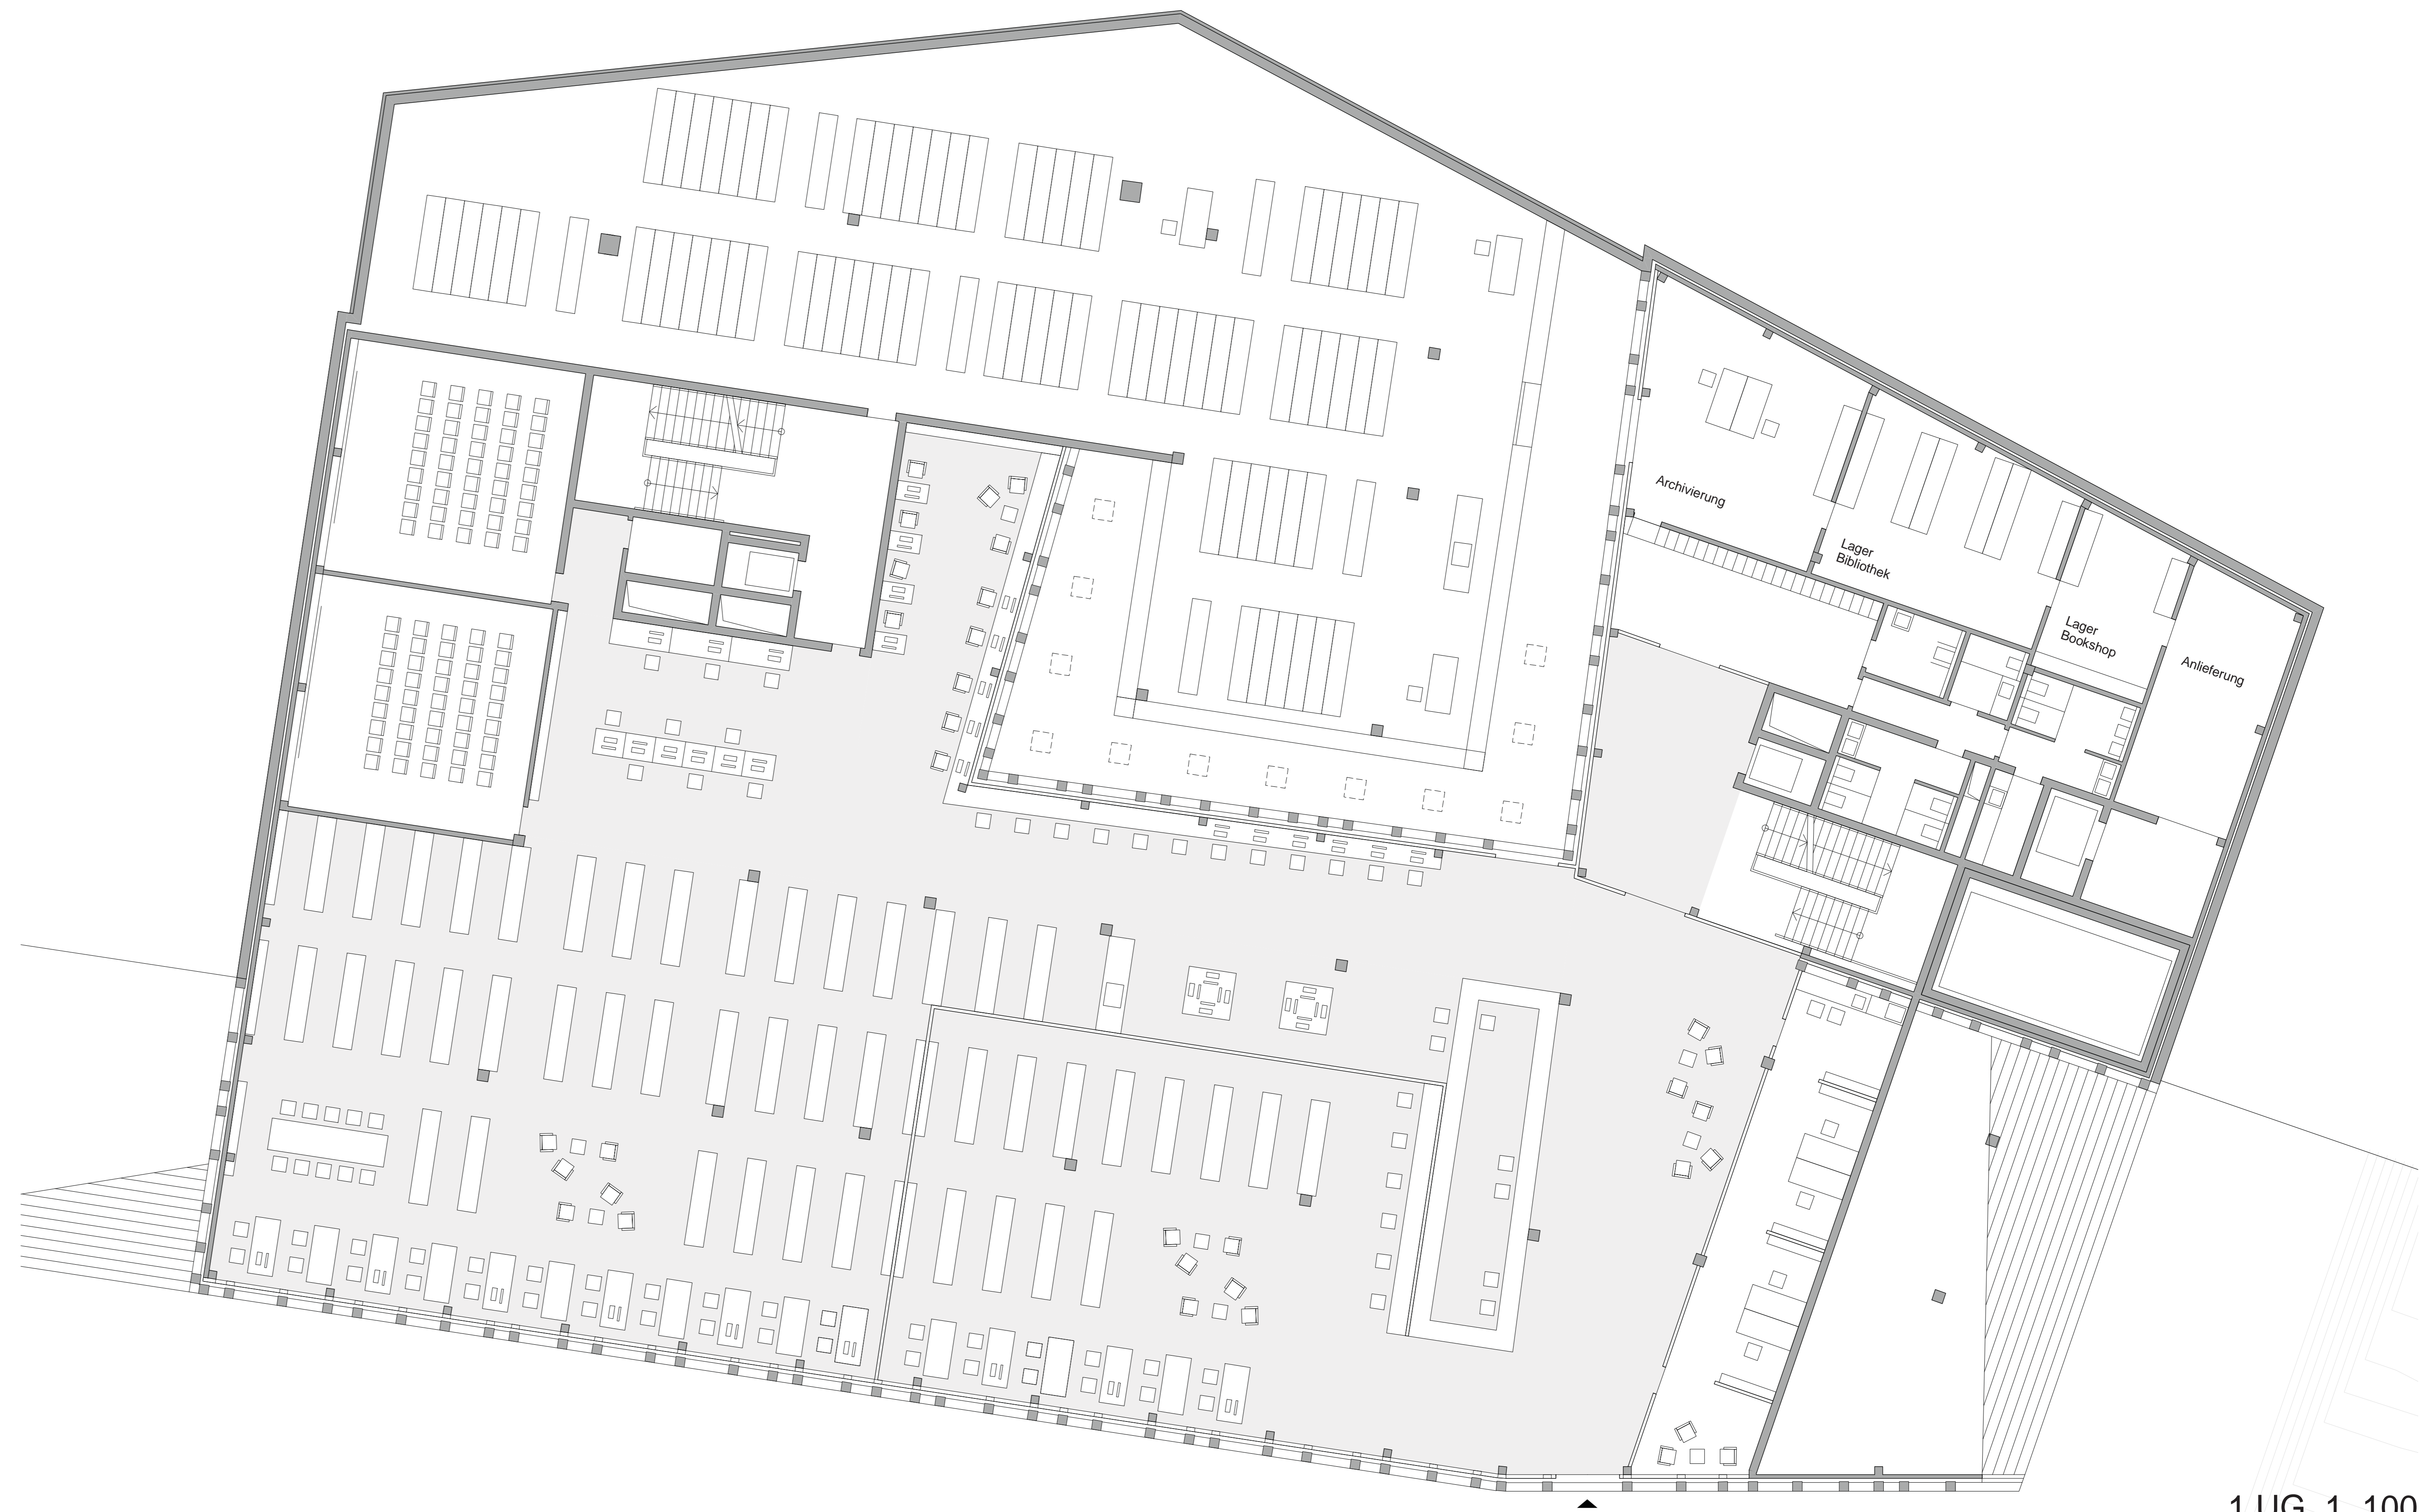 Archivierung
Lager
Bibliothek
Lager
Bookshop
Anlieferung
1.UG 1:100